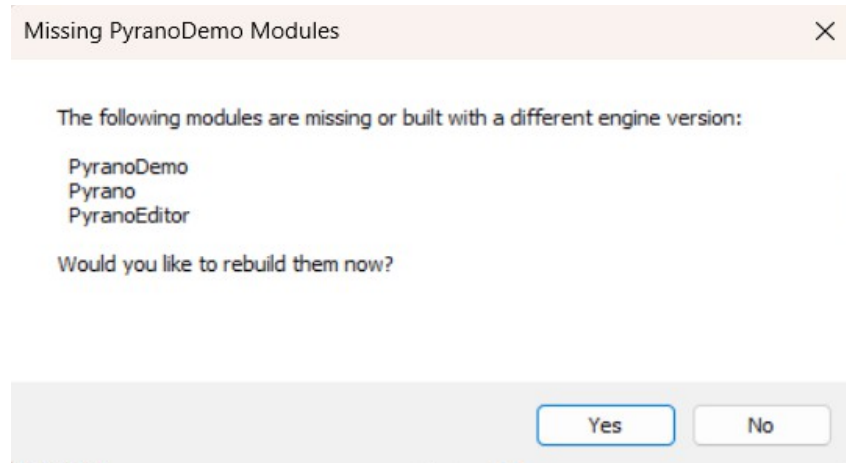 Missing PyranoDemo Modules
The following modules are missing or built with a different engine version:
PyranoDemo
Pyrano
PyranoEditor
Would you like to rebuild them now?
Yes
No